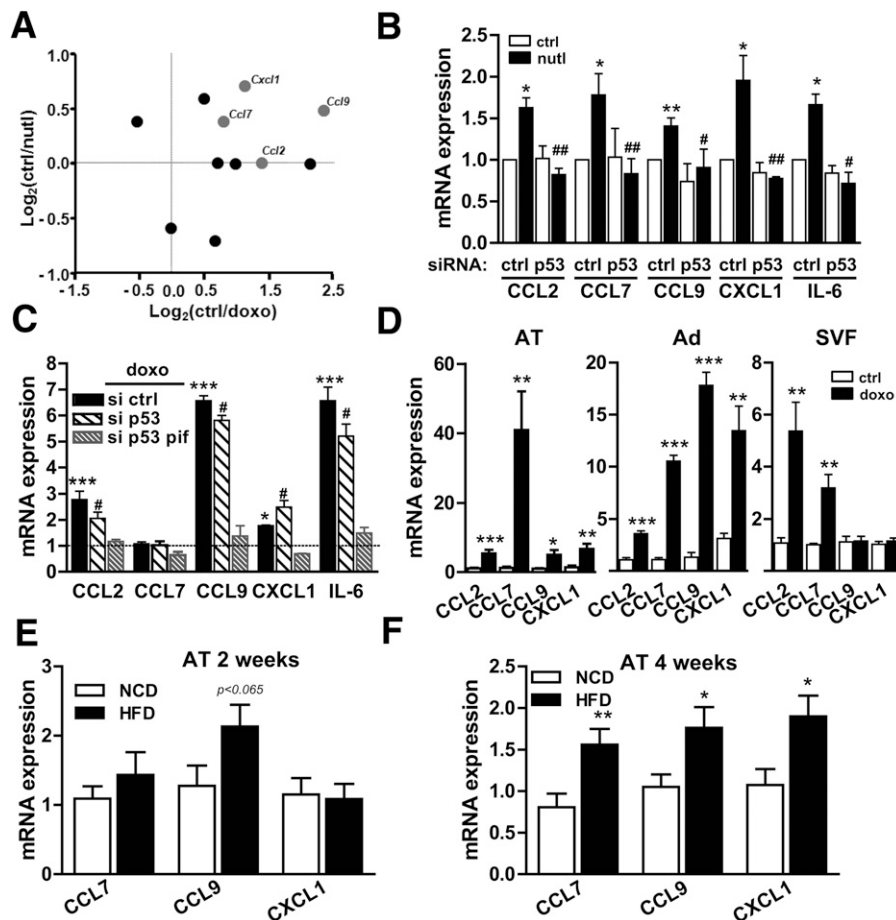 A
Log2(ctrl/nutl)
1.0
0.5
0.0
-0.5
-1.0
Cxcl1
Ccl9
Ccl7
Ccl2
-1.5 -1.0 0.0 0.5 1.0 1.5 2.5
Log2(ctrl/doxo)
B
mRNA expression
2.5
2.0
1.5
1.0
0.5
0.0
ctrl
nutl
* * ** * *
## ## # ## #
siRNA: ctrl p53 ctrl p53 ctrl p53 ctrl p53 ctrl p53
CCL2 CCL7 CCL9 CXCL1 IL-6
C
mRNA expression
8
7
6
5
4
3
2
1
0
doxo
si ctrl
si p53
si p53 pif
*** # *** # * # *** #
CCL2 CCL7 CCL9 CXCL1 IL-6
D
mRNA expression
AT
60
40
20
0
*** ** * **
CCL2 CCL7 CCL9 CXCL1
Ad
20
15
10
5
*** *** *** **
CCL2 CCL7 CCL9 CXCL1
SVF
8
6
4
2
ctrl
doxo
** **
CCL2 CCL7 CCL9 CXCL1
E
AT 2 weeks
mRNA expression
3
2
1
0
NCD
HFD
p<0.065
CCL7 CCL9 CXCL1
F
AT 4 weeks
mRNA expression
2.5
2.0
1.5
1.0
0.5
0.0
NCD
HFD
** * *
CCL7 CCL9 CXCL1